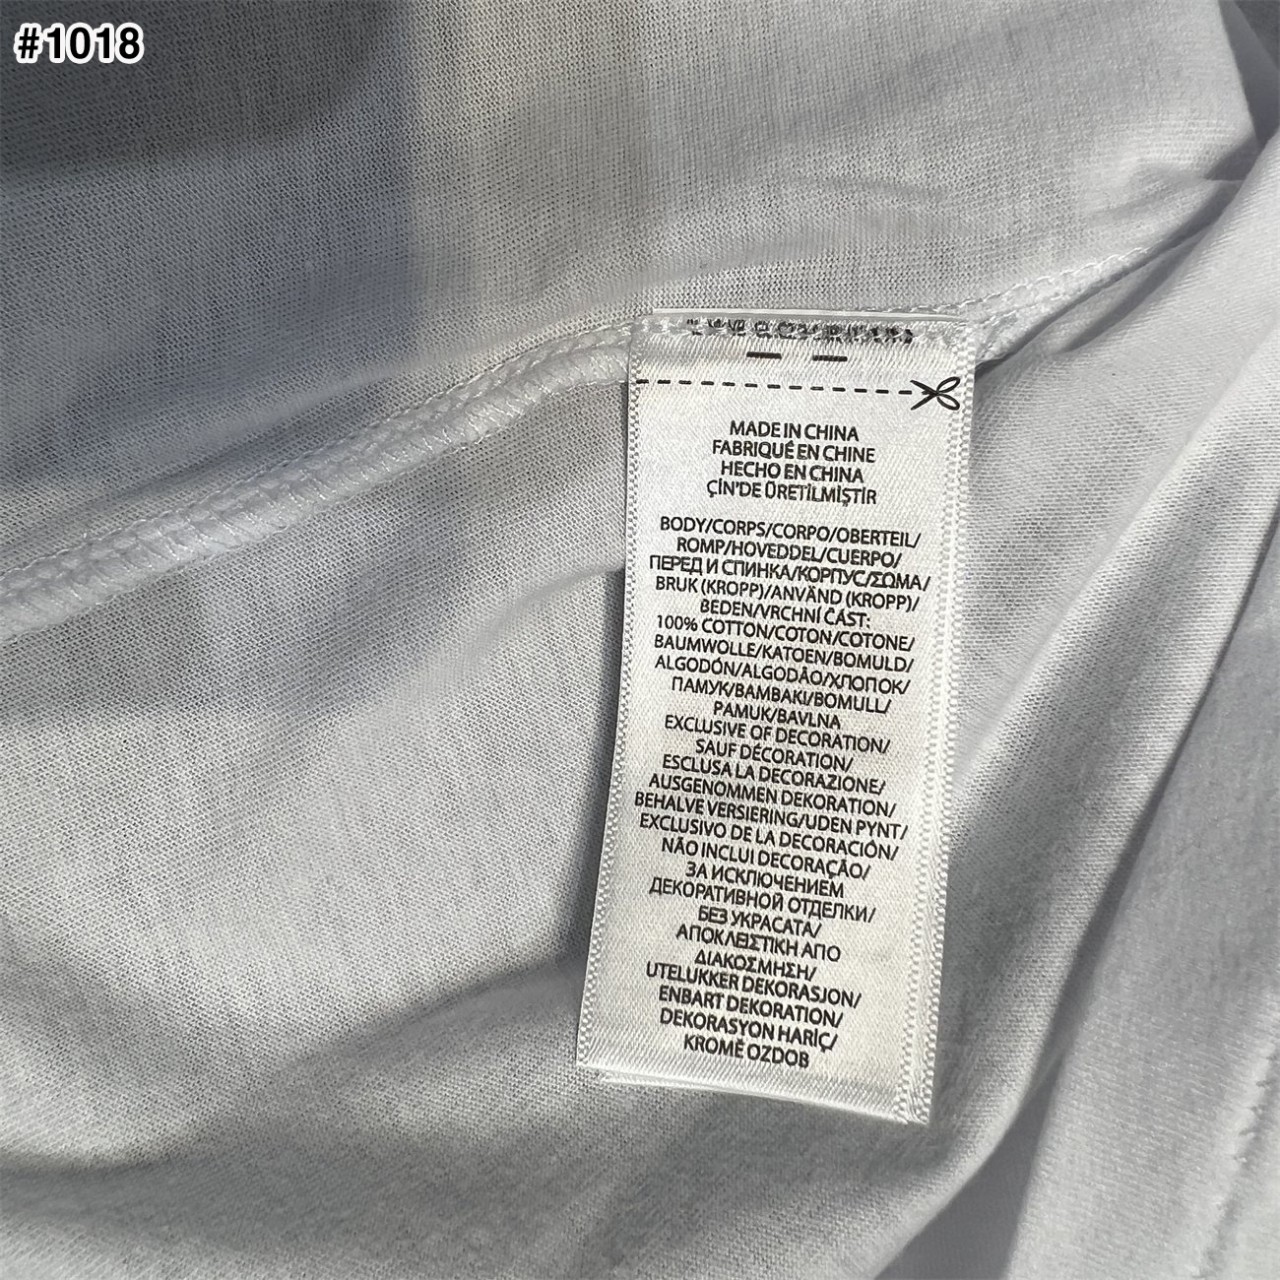 #1018
MADE IN CHINA
FABRIQUÉ EN CHINE
HECHO EN CHINA
ÇİN'DE ÜRETİLMİŞTİR
BODY/CORPS/CORPO/OBERTEIL/
ROMP/HOVEDDEL/CUERPO/
ПЕРЕД И СПИНКА/КОРПУС/ΣΩΜΑ/
BRUK (KROPP)/ANVÄND (KROPP)/
BEDEN/VRCHNÍ ČÁST:
100% COTTON/COTON/COTONE/
BAUMWOLLE/KATOEN/BOMULD/
ALGODÓN/ALGODÃO/ХЛОПОК/
ПАМУК/BAMBAKI/BOMULL/
PAMUK/BAVLNA
EXCLUSIVE OF DECORATION/
SAUF DÉCORATION/
ESCLUSA LA DECORAZIONE/
AUSGENOMMEN DEKORATION/
BEHALVE VERSIERING/UDEN PYNT/
EXCLUSIVO DE LA DECORACIÓN/
NÃO INCLUI DECORAÇÃO/
ЗА ИСКЛЮЧЕНИЕМ
ДЕКОРАТИВНОЙ ОТДЕЛКИ/
БЕЗ УКРАСАТА/
ΑΠΟΚΛΕΙΣΤΙΚΗ ΑΠΟ
ΔΙΑΚΟΣΜΗΣΗ/
UTELUKKER DEKORASJON/
ENBART DEKORATION/
DEKORASYON HARİÇ/
KROMĚ OZDOB